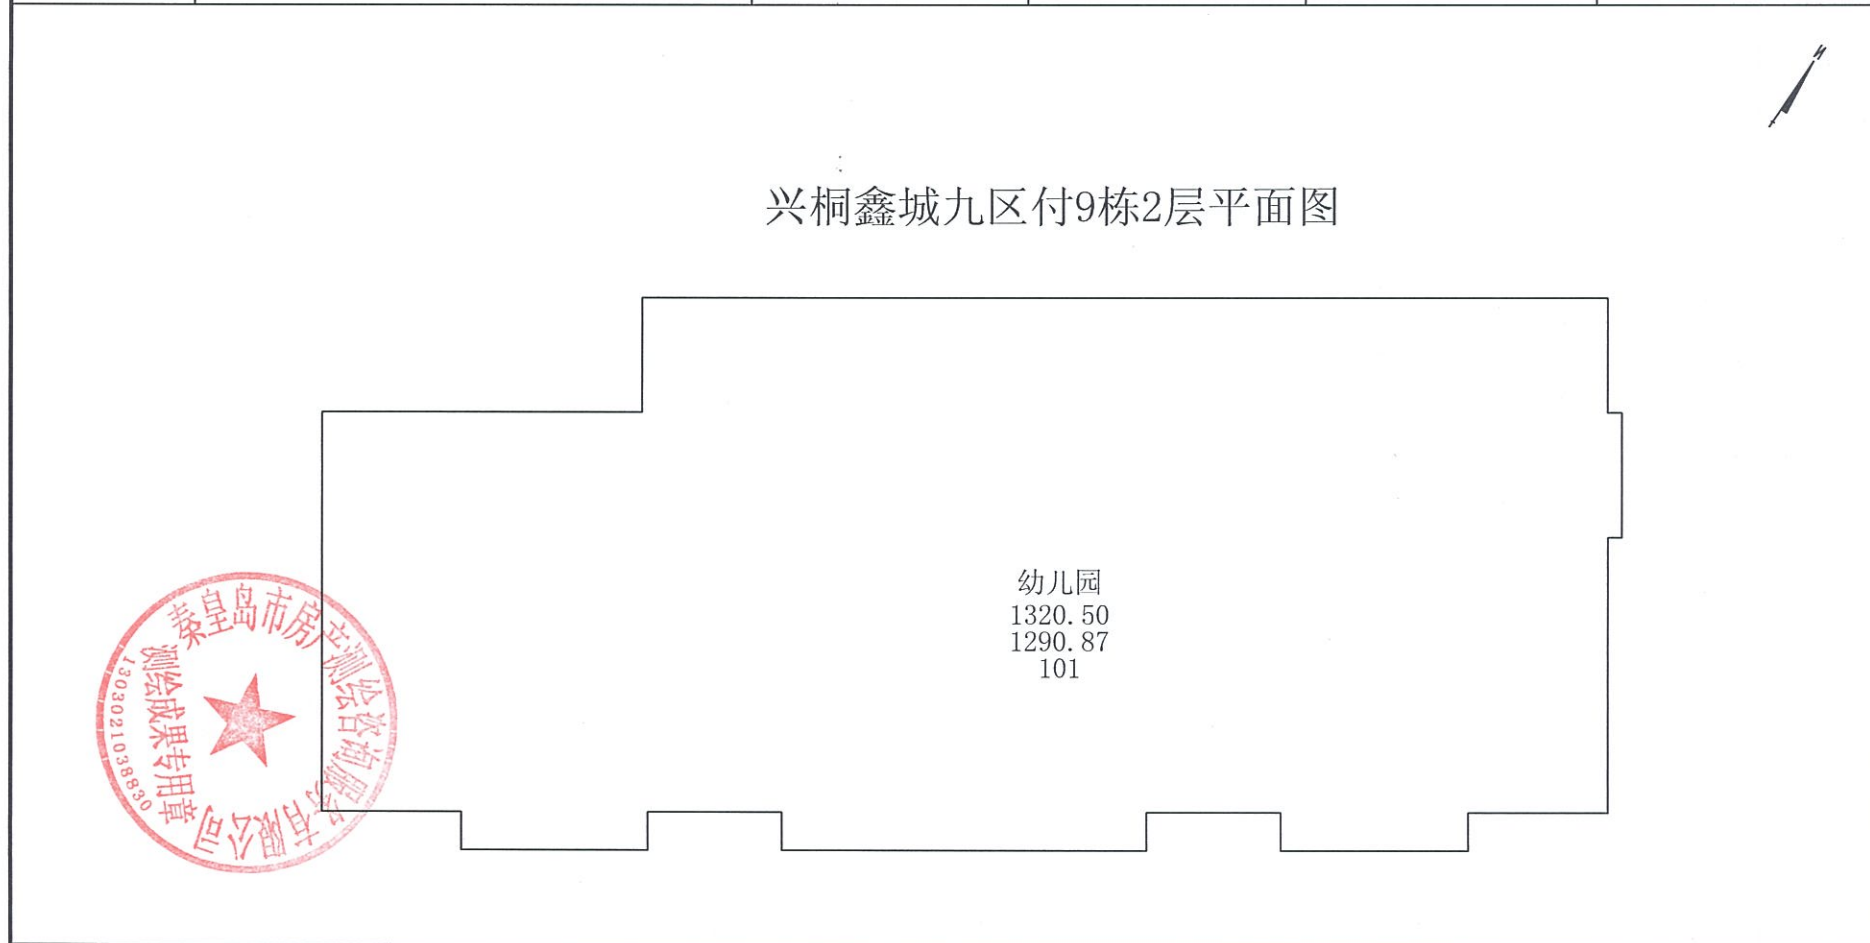 N
兴桐鑫城九区付9栋2层平面图
幼儿园
1320.50
1290.87
101
秦皇岛市房产测绘咨询服务有限公司
测绘成果专用章
1303021038830